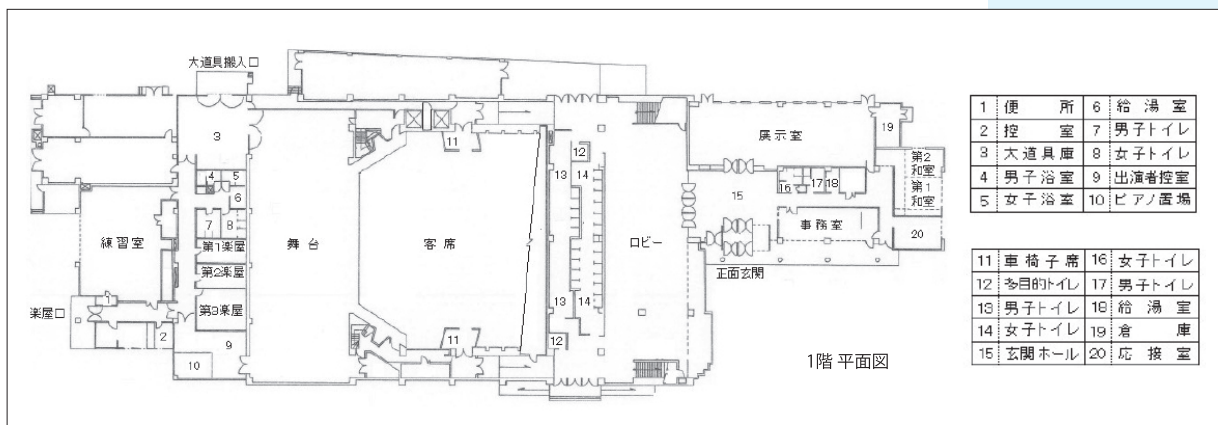 大道具搬入口
3
4
5
6
7
8
第1楽屋
第2楽屋
第3楽屋
練習室
楽屋口
1
2
9
10
舞台
客席
11
11
12
13
14
13
14
12
ロビー
展示室
15
16
17
18
19
第2
和室
第1
和室
事務室
20
正面玄関
1階 平面図
1 便所 6 給湯室
2 控室 7 男子トイレ
3 大道具庫 8 女子トイレ
4 男子浴室 9 出演者控室
5 女子浴室 10 ピアノ置場
11 車椅子席 16 女子トイレ
12 多目的トイレ 17 男子トイレ
13 男子トイレ 18 給湯室
14 女子トイレ 19 倉庫
15 玄関ホール 20 応接室